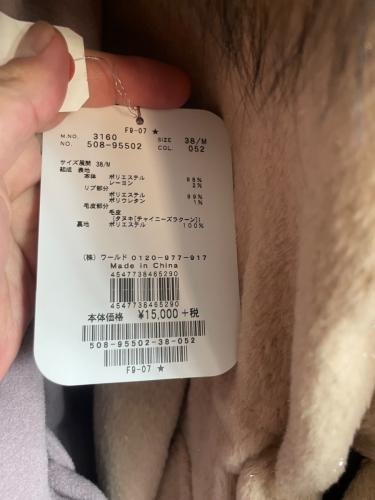 F9-07 ★
M.NO. 3160 SIZE 38/M
NO. 508-95502 COL. 052
サイズ展開 38/M
組成 表地
本体 ポリエステル 98%
レーヨン 2%
リブ部分
ポリエステル 99%
ポリウレタン 1%
毛皮部分
毛皮
[タヌキ(チャイニーズラクーン)]
裏地 ポリエステル 100%
(株)ワールド 0120-977-917
Made in China
4547738465290
4547738465290
本体価格 ¥15,000 +税
508-95502-38-052
F9-07 ★